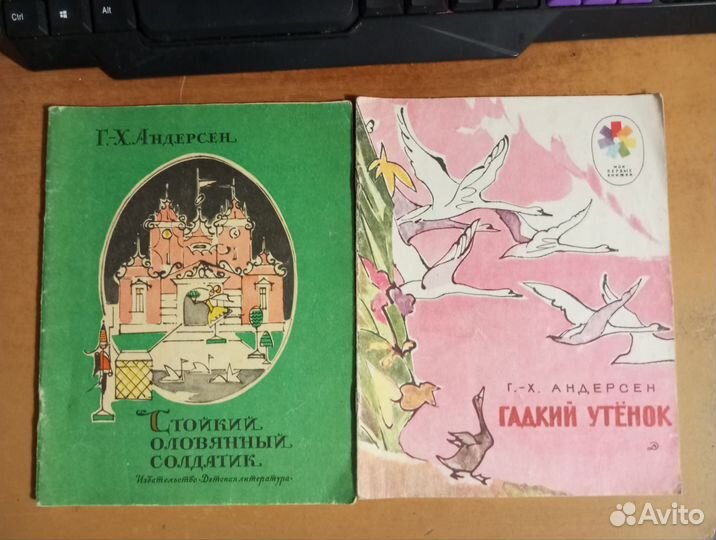 Ctrl
Alt
Г.-Х. Андерсен
Стойкий
оловянный
солдатик
Издательство «Детская литература»
мои
первые
книжки
Г.-Х. АНДЕРСЕН
ГАДКИЙ УТЁНОК
Avito